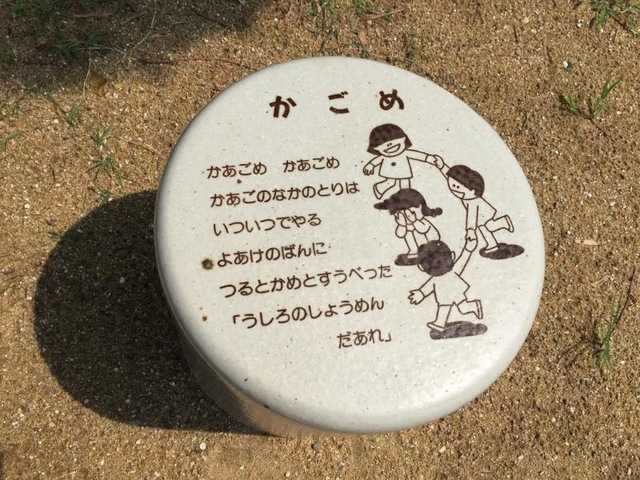 かごめ
かあごめ　かあごめ
かあごのなかのとりは
いついつでやる
よあけのばんに
つるとかめとすうべった
「うしろのしょうめん
だあれ」